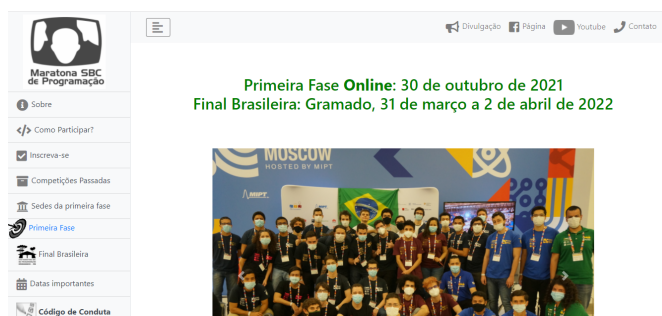 Divulgação Página Youtube Contato
Maratona SBC
de Programação
Sobre
Como Participar?
Inscreva-se
Competições Passadas
Sedes da primeira fase
Primeira Fase
Final Brasileira
Datas importantes
Código de Conduta
Primeira Fase Online: 30 de outubro de 2021
Final Brasileira: Gramado, 31 de março a 2 de abril de 2022
MOSCOW
HOSTED BY MIPT
MIPT